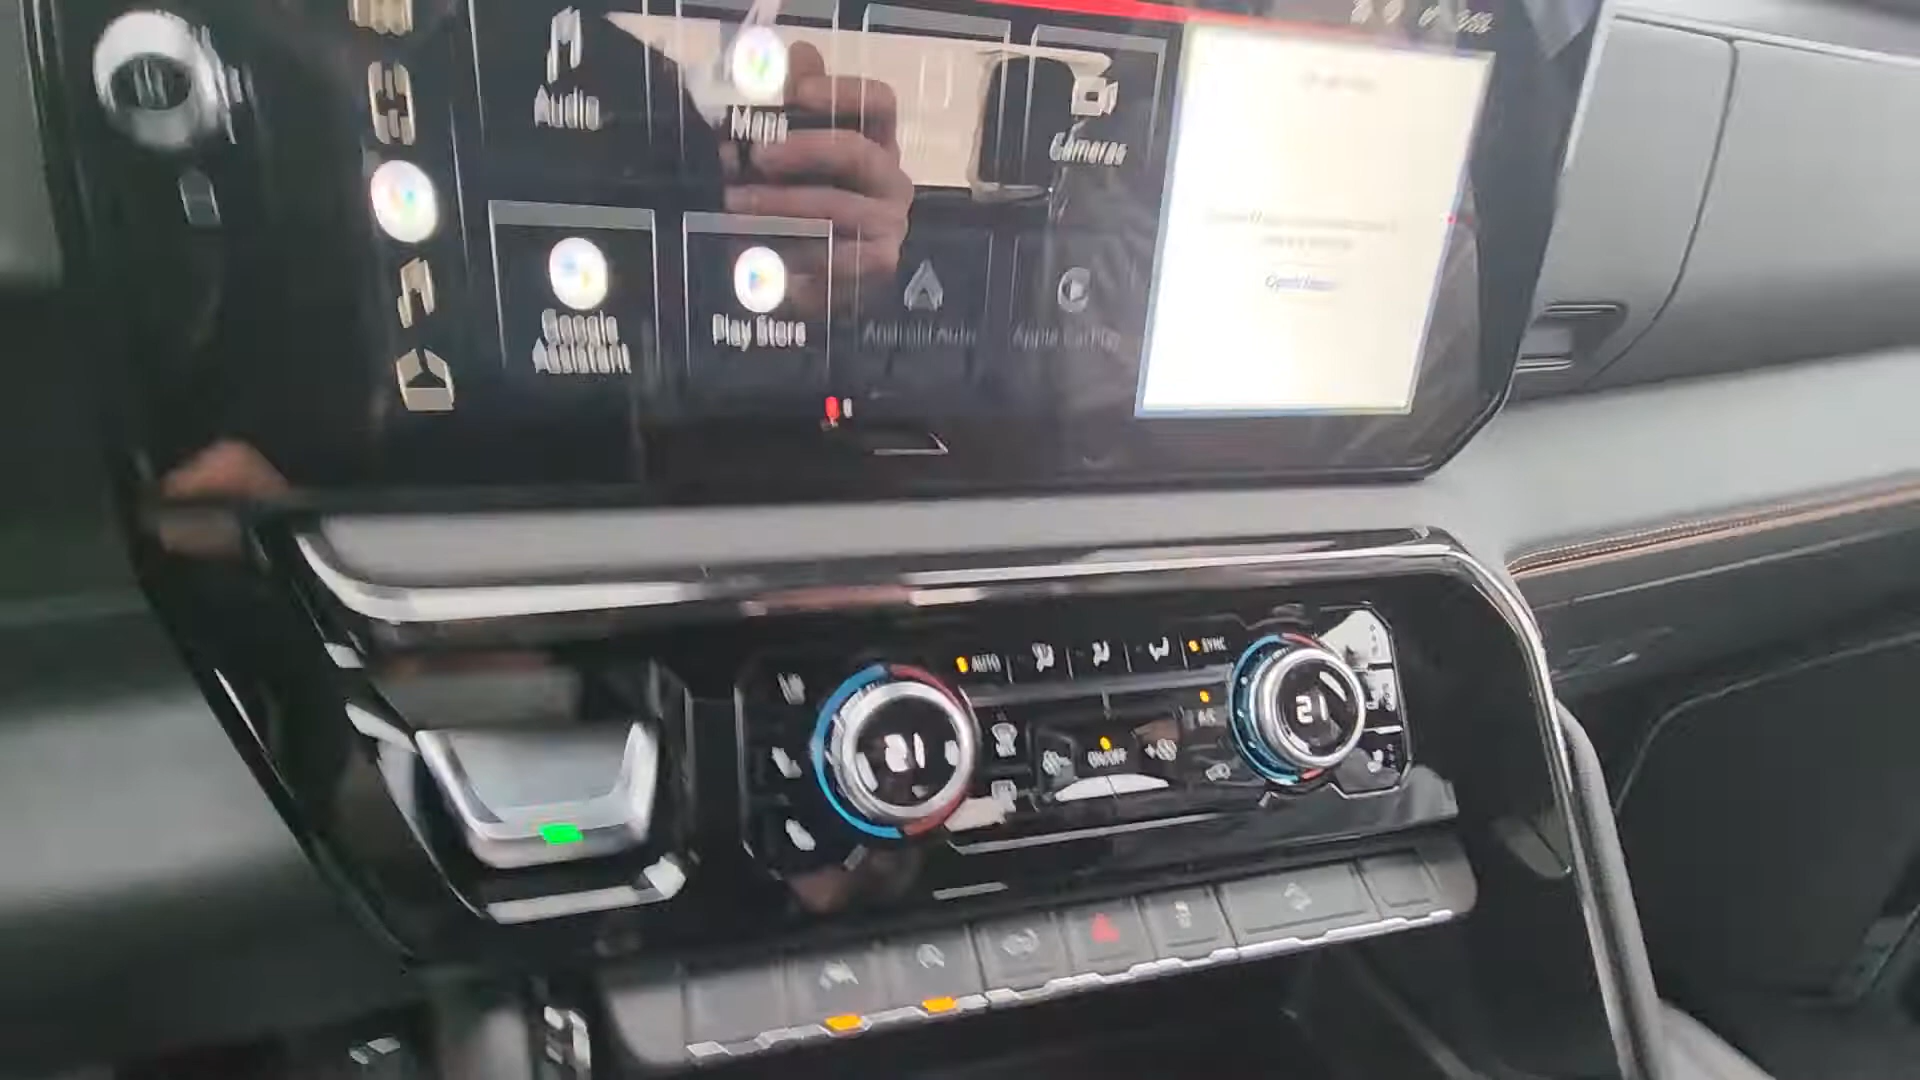 Audio
Maps
Cameras
Google
Assistant
Play Store
Android Auto
Apple CarPlay
AUTO
SYNC
21
A/C
ON/OFF
21